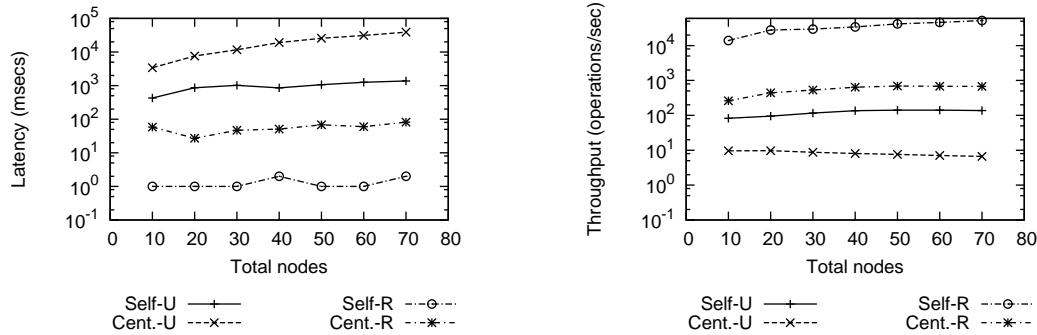 Latency (msecs)
10^5
10^4
10^3
10^2
10^1
10^0
10^-1
0 10 20 30 40 50 60 70 80
Total nodes
Self-U
Cent.-U
Self-R
Cent.-R
Throughput (operations/sec)
10^4
10^3
10^2
10^1
10^0
10^-1
0 10 20 30 40 50 60 70 80
Total nodes
Self-U
Cent.-U
Self-R
Cent.-R